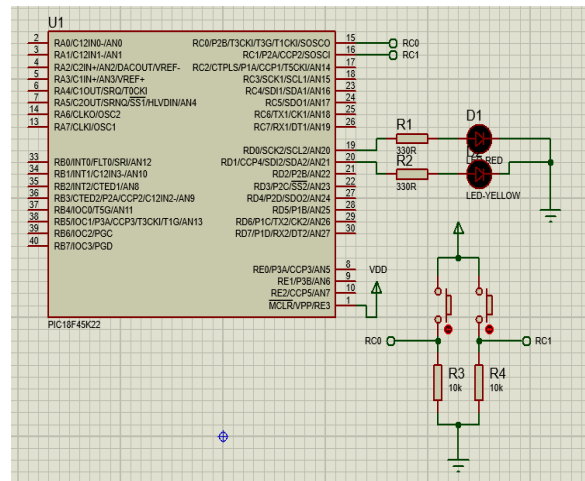 U1
2 RA0/C12IN0-/AN0
3 RA1/C12IN1-/AN1
4 RA2/C2IN+/AN2/DACOUT/VREF-
5 RA3/C1IN+/AN3/VREF+
6 RA4/C1OUT/SRQ/T0CKI
7 RA5/C2OUT/SRNQ/SS1/HLVDIN/AN4
14 RA6/CLKO/OSC2
13 RA7/CLKI/OSC1
33 RB0/INT0/FLT0/SRI/AN12
34 RB1/INT1/C12IN3-/AN10
35 RB2/INT2/CTED1/AN8
36 RB3/CTED2/P2A/CCP2/C12IN2-/AN9
37 RB4/IOC0/T5G/AN11
38 RB5/IOC1/P3A/CCP3/T3CKI/T1G/AN13
39 RB6/IOC2/PGC
40 RB7/IOC3/PGD
RC0/P2B/T3CKI/T3G/T1CKI/SOSCO 15 RC0
RC1/P2A/CCP2/SOSCI 16 RC1
RC2/CTPLS/P1A/CCP1/T5CKI/AN14 17
RC3/SCK1/SCL1/AN15 18
RC4/SDI1/SDA1/AN16 23
RC5/SDO1/AN17 24
RC6/TX1/CK1/AN18 25
RC7/RX1/DT1/AN19 26
RD0/SCK2/SCL2/AN20 19
RD1/CCP4/SDI2/SDA2/AN21 20
RD2/P2B/AN22 21
RD3/P2C/SS2/AN23 22
RD4/P2D/SDO2/AN24 27
RD5/P1B/AN25 28
RD6/P1C/TX2/CK2/AN26 29
RD7/P1D/RX2/DT2/AN27 30
RE0/P3A/CCP3/AN5 8
RE1/P3B/AN6 9
RE2/CCP5/AN7 10
MCLR/VPP/RE3 1
PIC18F45K22
VDD
R1
330R
R2
330R
D1
LED-RED
LED-YELLOW
RC0
RC1
R3
10k
R4
10k